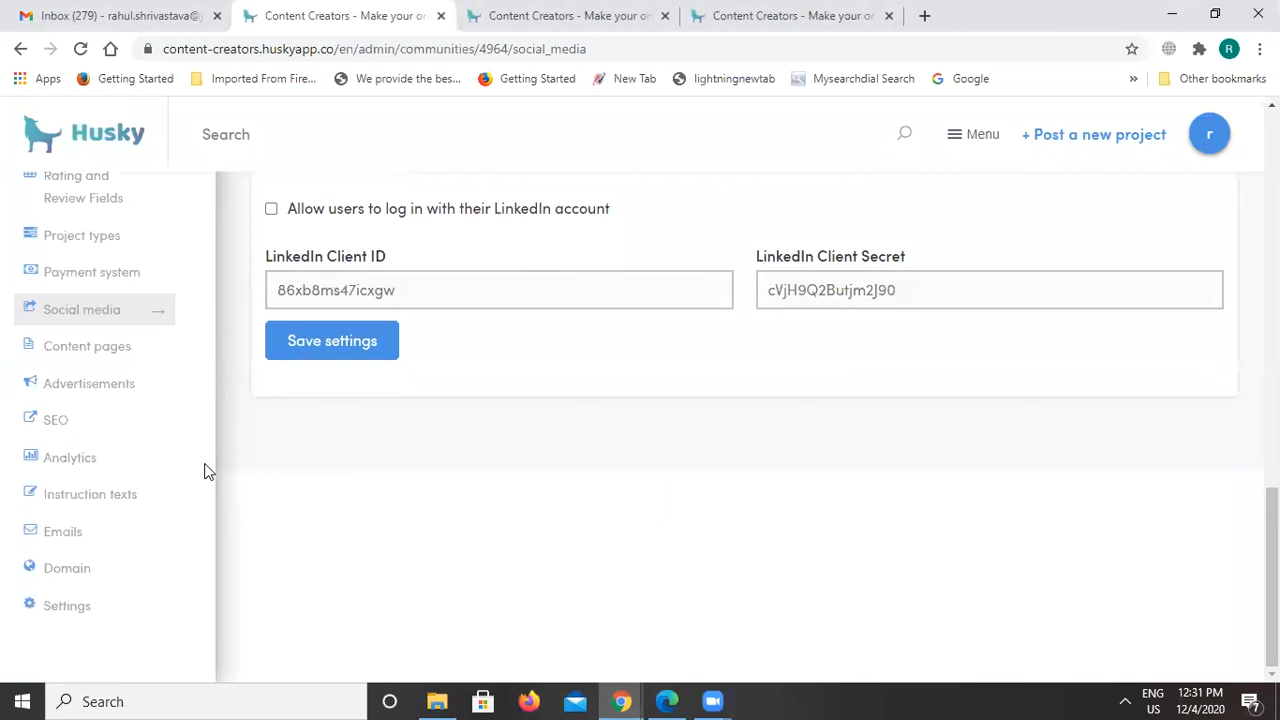 Inbox (279) - rahul.shrivastava@j
Content Creators - Make your or
Content Creators - Make your or
Content Creators - Make your or
content-creators.huskyapp.co/en/admin/communities/4964/social_media
R
Apps
Getting Started
Imported From Fire...
We provide the bes...
Getting Started
New Tab
lightningnewtab
Mysearchdial Search
Google
»
Other bookmarks
Husky
Search
Menu
+ Post a new project
r
Rating and
Review Fields
Project types
Payment system
Social media →
Content pages
Advertisements
SEO
Analytics
Instruction texts
Emails
Domain
Settings
Allow users to log in with their LinkedIn account
LinkedIn Client ID
LinkedIn Client Secret
86xb8ms47icxgw
cVjH9Q2Butjm2J90
Save settings
Search
ENG
US
12:31 PM
12/4/2020
7